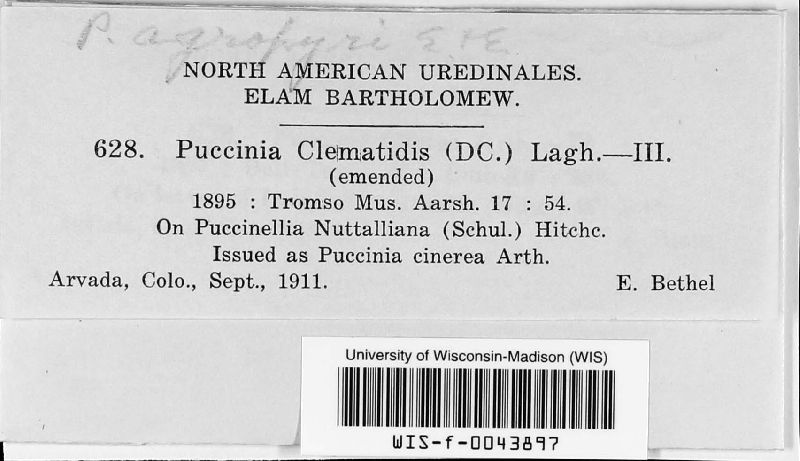 P. agropyri E. & E.
NORTH AMERICAN UREDINALES.
ELAM BARTHOLOMEW.
628. Puccinia Clematidis (DC.) Lagh.—III.
(emended)
1895 : Tromso Mus. Aarsh. 17 : 54.
On Puccinellia Nuttalliana (Schul.) Hitchc.
Issued as Puccinia cinerea Arth.
Arvada, Colo., Sept., 1911. E. Bethel
University of Wisconsin-Madison (WIS)
WIS-f-0043897